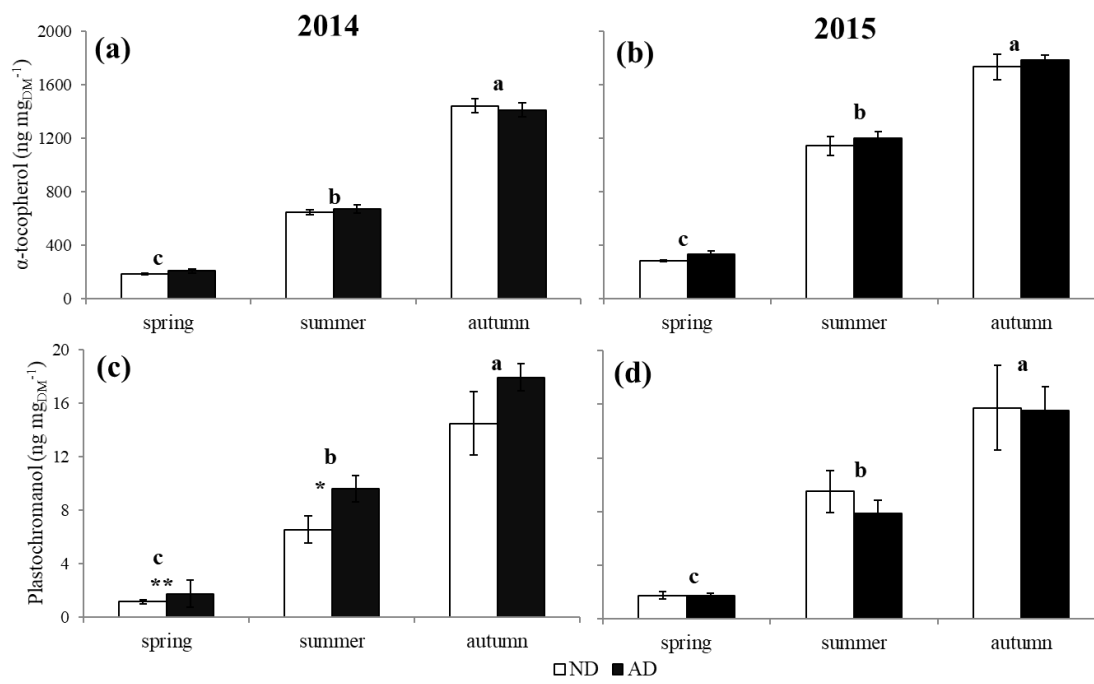 2014
2015
(a)
(b)
α-tocopherol (ng mgDM-1)
2000
1600
1200
800
400
0
c
b
a
c
b
a
spring
summer
autumn
spring
summer
autumn
(c)
(d)
Plastochromanol (ng mgDM-1)
20
16
12
8
4
0
c
**
b
*
a
c
b
a
spring
summer
autumn
spring
summer
autumn
ND AD